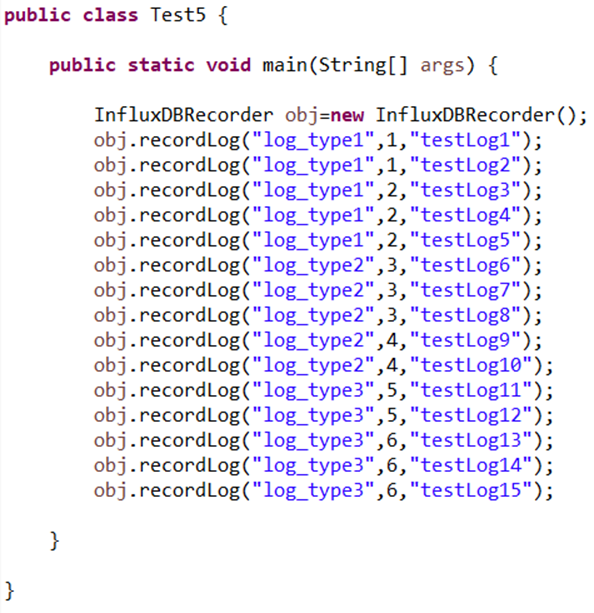 public class Test5 {
public static void main(String[] args) {
InfluxDBRecorder obj=new InfluxDBRecorder();
obj.recordLog("log_type1",1,"testLog1");
obj.recordLog("log_type1",1,"testLog2");
obj.recordLog("log_type1",2,"testLog3");
obj.recordLog("log_type1",2,"testLog4");
obj.recordLog("log_type1",2,"testLog5");
obj.recordLog("log_type2",3,"testLog6");
obj.recordLog("log_type2",3,"testLog7");
obj.recordLog("log_type2",3,"testLog8");
obj.recordLog("log_type2",4,"testLog9");
obj.recordLog("log_type2",4,"testLog10");
obj.recordLog("log_type3",5,"testLog11");
obj.recordLog("log_type3",5,"testLog12");
obj.recordLog("log_type3",6,"testLog13");
obj.recordLog("log_type3",6,"testLog14");
obj.recordLog("log_type3",6,"testLog15");
}
}